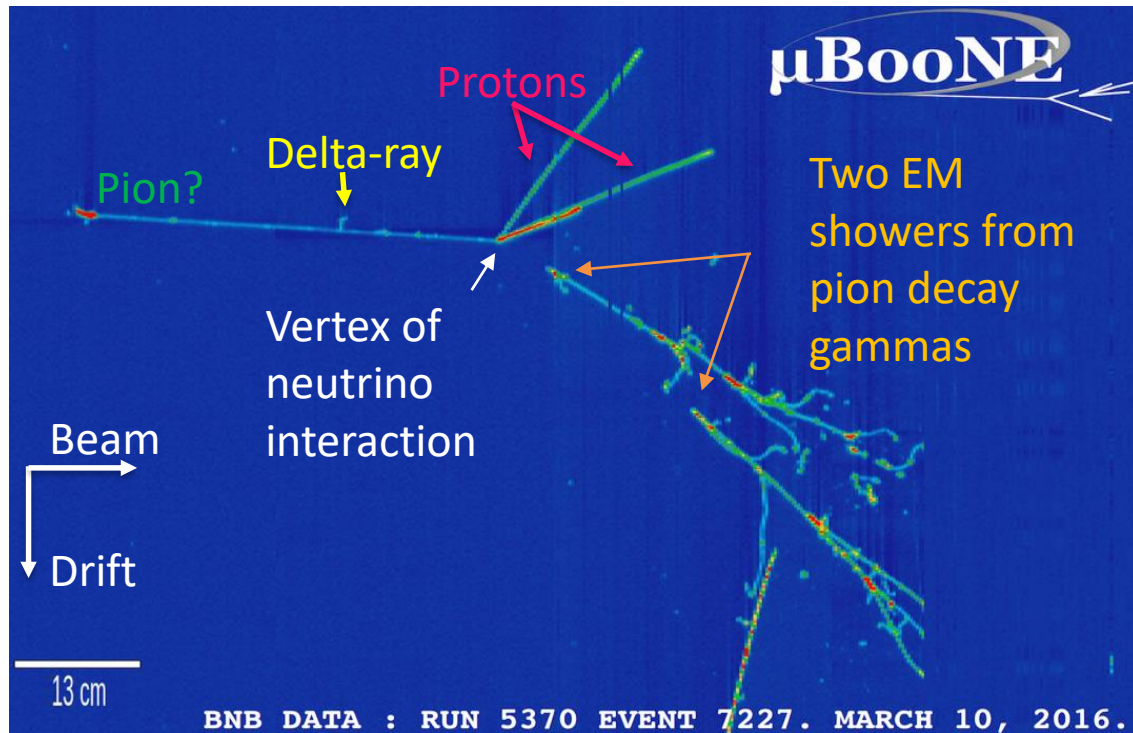 µBooNE
Protons
Delta-ray
Pion?
Two EM
showers from
pion decay
gammas
Vertex of
neutrino
interaction
Beam
Drift
13 cm
BNB DATA : RUN 5370 EVENT 7227. MARCH 10, 2016.